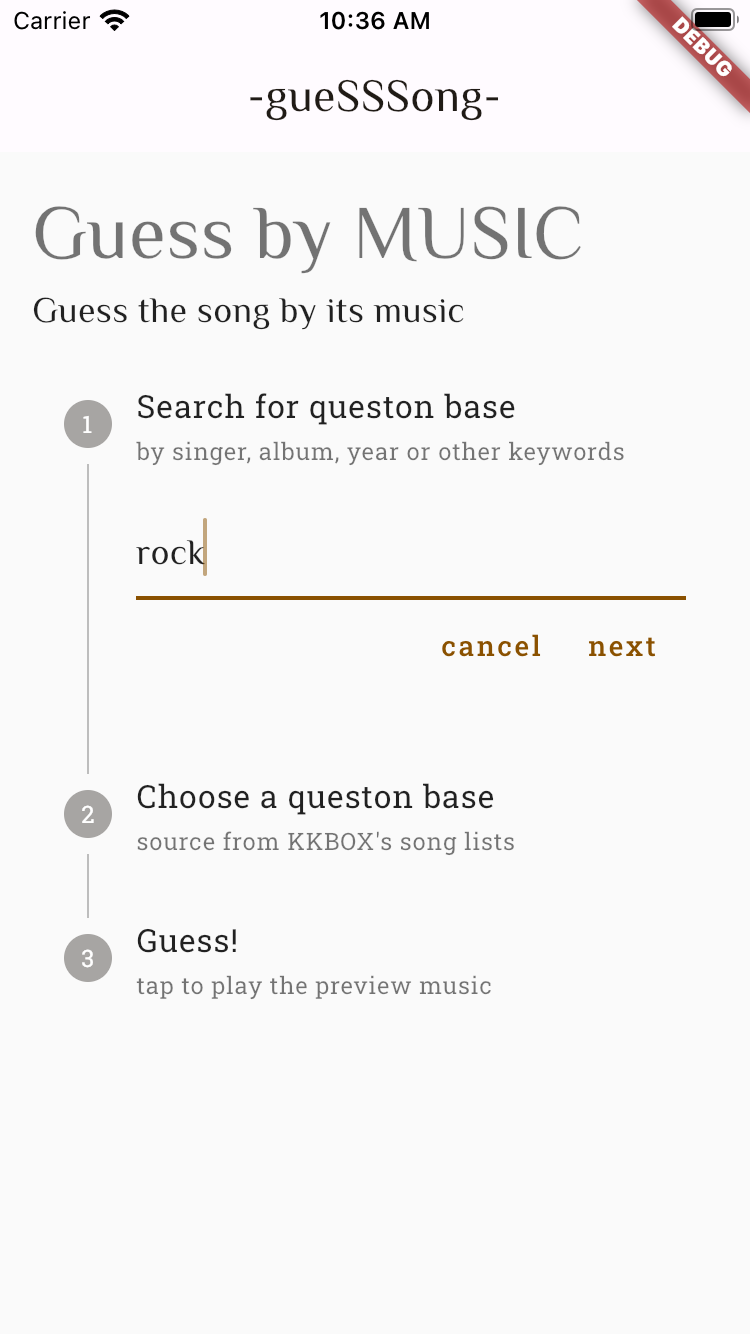 Carrier 10:36 AM
DEBUG
-gueSSSong-
Guess by MUSIC
Guess the song by its music
1 Search for queston base
by singer, album, year or other keywords
rock
cancel next
2 Choose a queston base
source from KKBOX's song lists
3 Guess!
tap to play the preview music